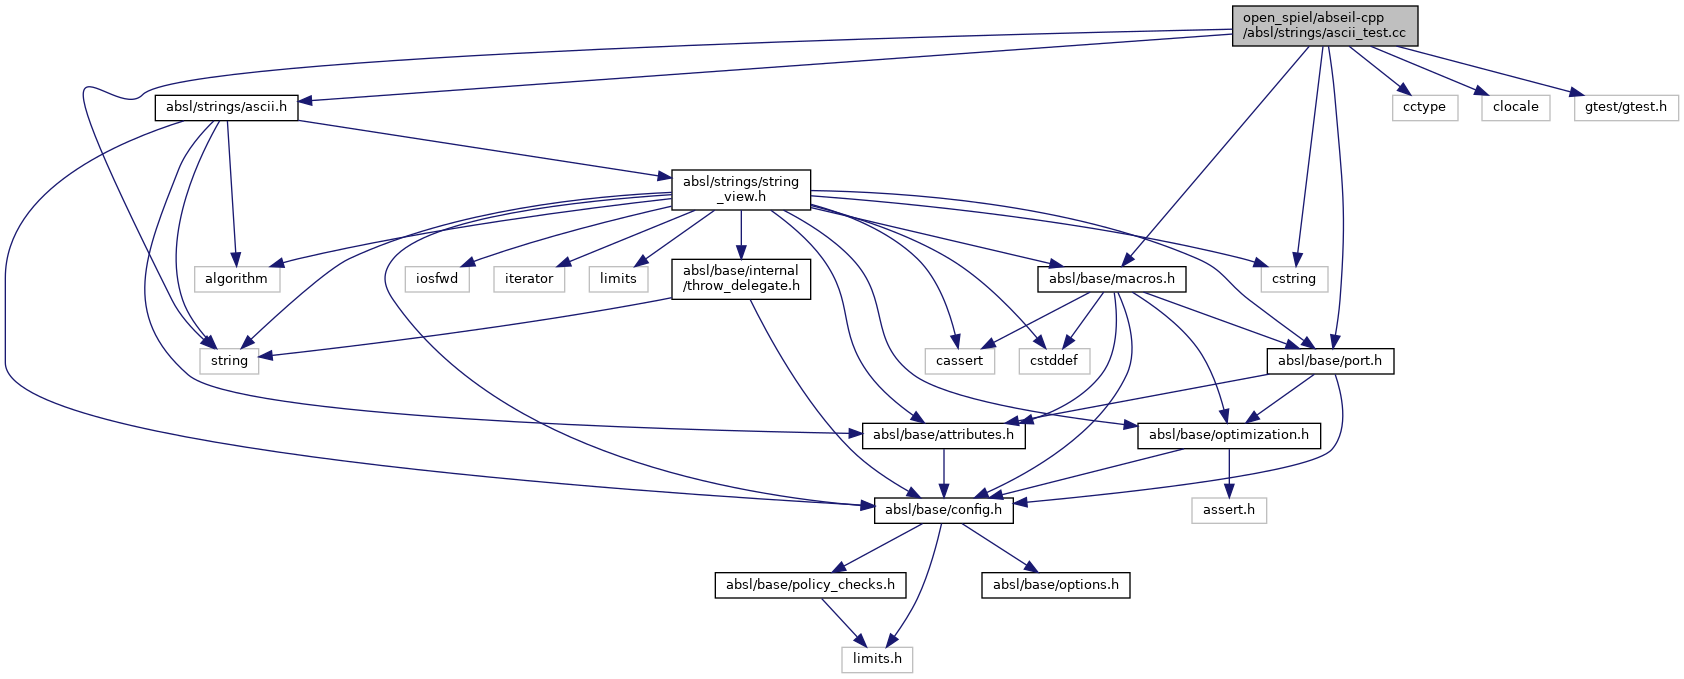 open_spiel/abseil-cpp
/absl/strings/ascii_test.cc
absl/strings/ascii.h
cctype
clocale
gtest/gtest.h
absl/strings/string
_view.h
algorithm
iosfwd
iterator
limits
absl/base/internal
/throw_delegate.h
absl/base/macros.h
cstring
string
cassert
cstddef
absl/base/port.h
absl/base/attributes.h
absl/base/optimization.h
absl/base/config.h
assert.h
absl/base/policy_checks.h
absl/base/options.h
limits.h